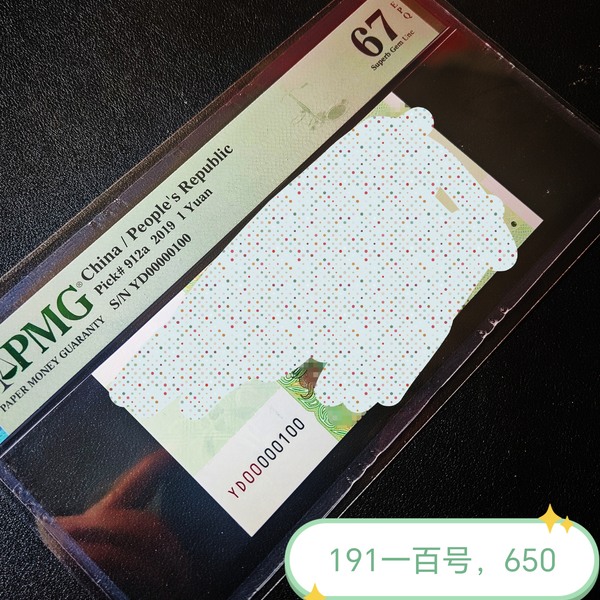 67 EPQ
Superb Gem Unc
PMG®
PAPER MONEY GUARANTY
China / People's Republic
Pick# 912a 2019 1 Yuan
S/N YD00000100
YD00000100
191一百号，650